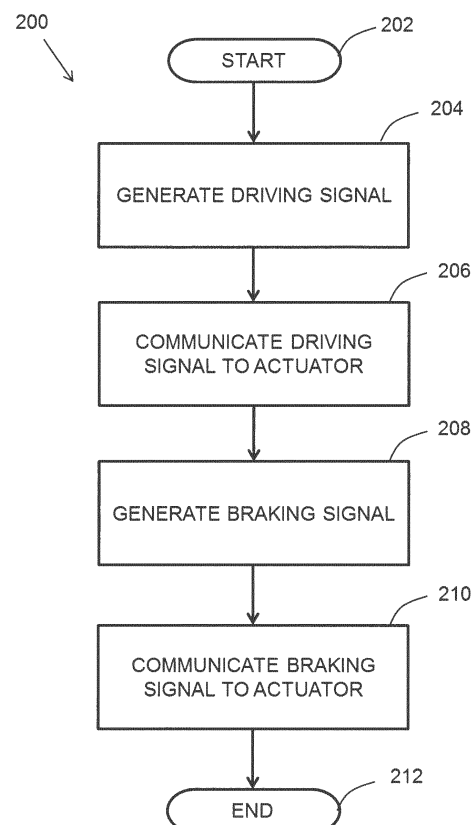 200
202
START
204
GENERATE DRIVING SIGNAL
206
COMMUNICATE DRIVING
SIGNAL TO ACTUATOR
208
GENERATE BRAKING SIGNAL
210
COMMUNICATE BRAKING
SIGNAL TO ACTUATOR
212
END